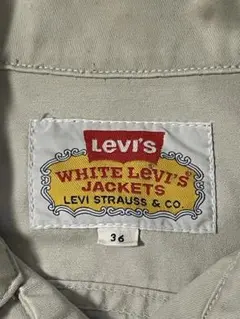 LeVI'S
WHITE LeVI'S
JACKETS
LEVI STRAUSS & CO.
36